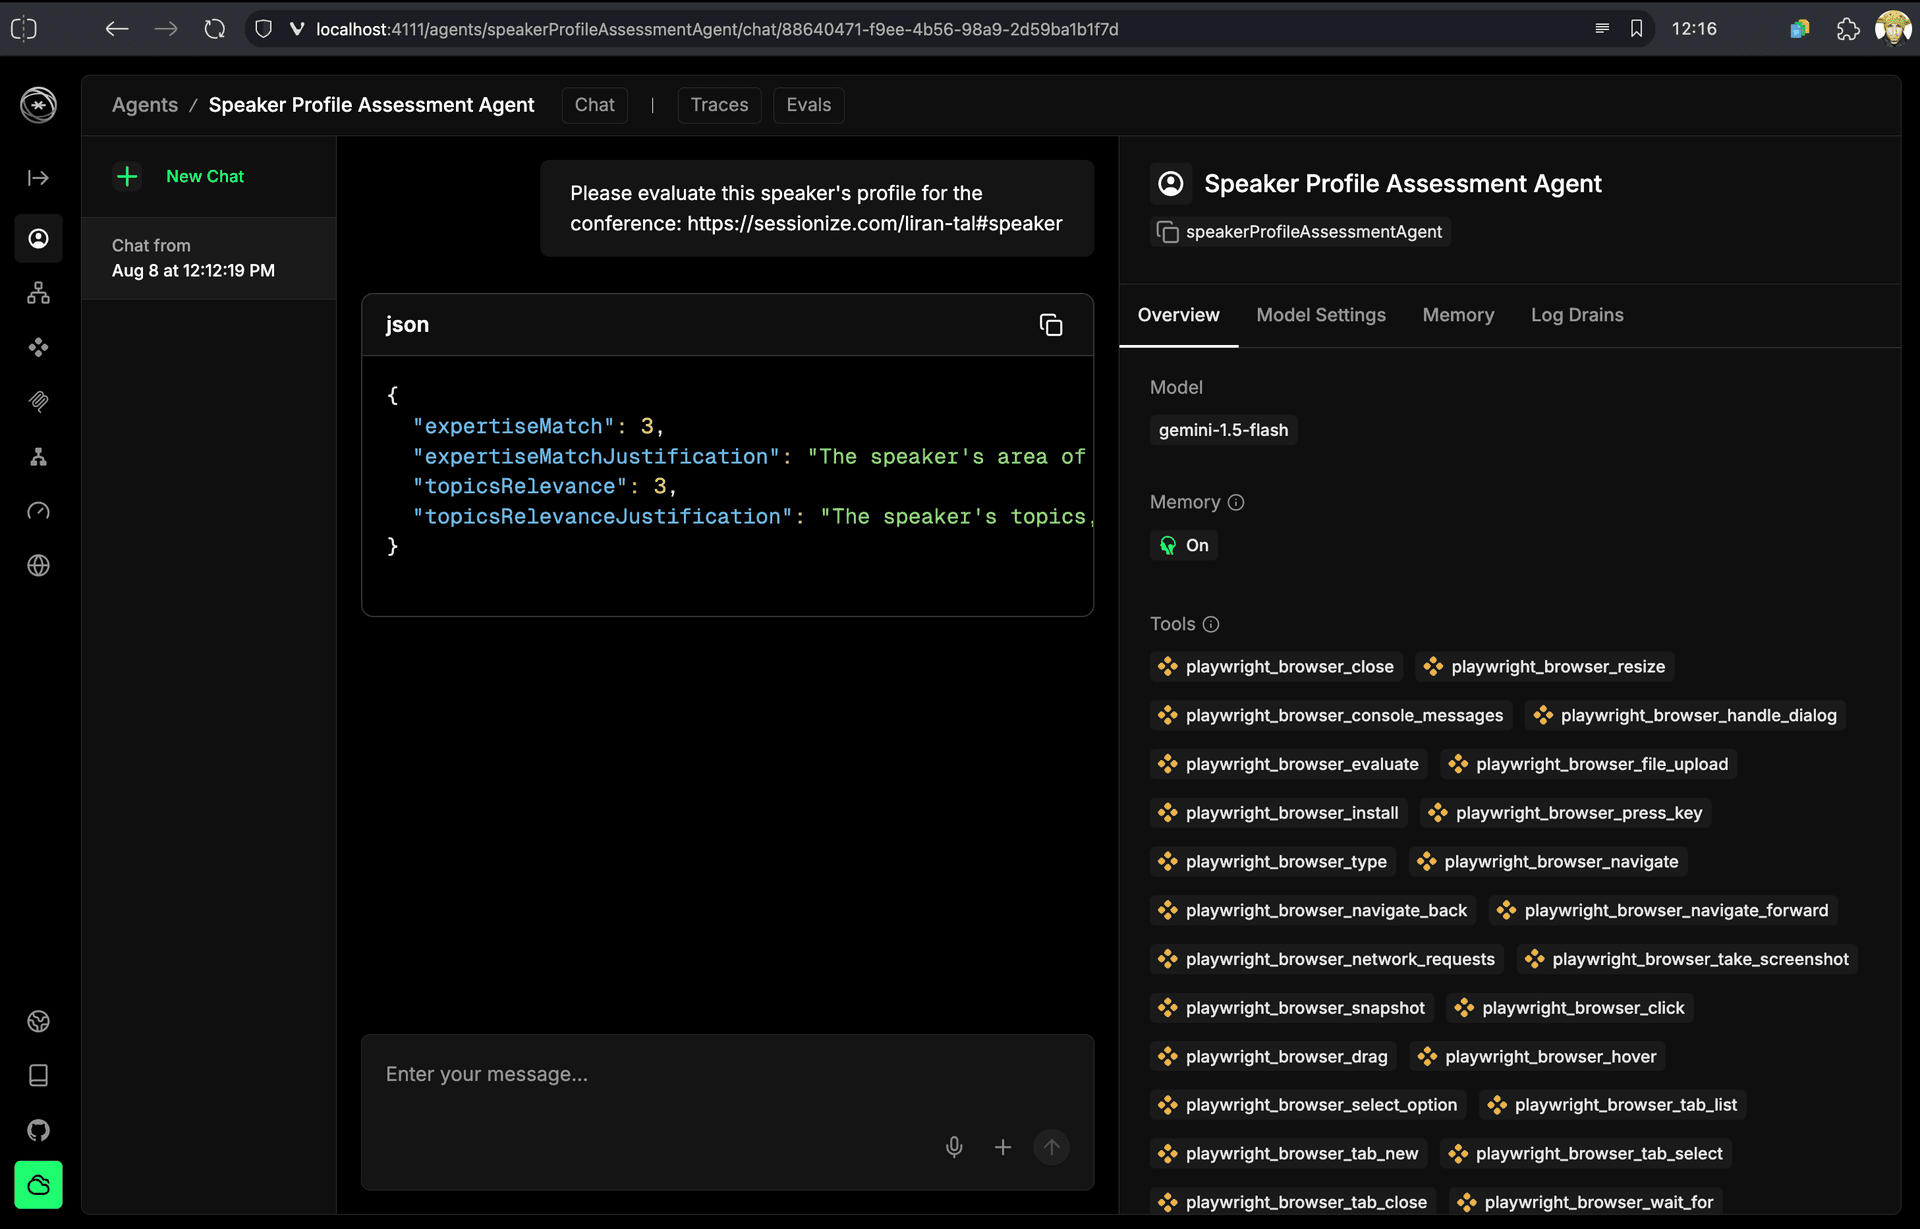 localhost:4111/agents/speakerProfileAssessmentAgent/chat/88640471-f9ee-4b56-98a9-2d59ba1b1f7d
12:16
Agents / Speaker Profile Assessment Agent
Chat | Traces Evals
New Chat
Chat from
Aug 8 at 12:12:19 PM
Please evaluate this speaker's profile for the
conference: https://sessionize.com/liran-tal#speaker
json
{
"expertiseMatch": 3,
"expertiseMatchJustification": "The speaker's area of
"topicsRelevance": 3,
"topicsRelevanceJustification": "The speaker's topics,
}
Enter your message...
Speaker Profile Assessment Agent
speakerProfileAssessmentAgent
Overview Model Settings Memory Log Drains
Model
gemini-1.5-flash
Memory
On
Tools
playwright_browser_close playwright_browser_resize
playwright_browser_console_messages playwright_browser_handle_dialog
playwright_browser_evaluate playwright_browser_file_upload
playwright_browser_install playwright_browser_press_key
playwright_browser_type playwright_browser_navigate
playwright_browser_navigate_back playwright_browser_navigate_forward
playwright_browser_network_requests playwright_browser_take_screenshot
playwright_browser_snapshot playwright_browser_click
playwright_browser_drag playwright_browser_hover
playwright_browser_select_option playwright_browser_tab_list
playwright_browser_tab_new playwright_browser_tab_select
playwright_browser_tab_close playwright_browser_wait_for